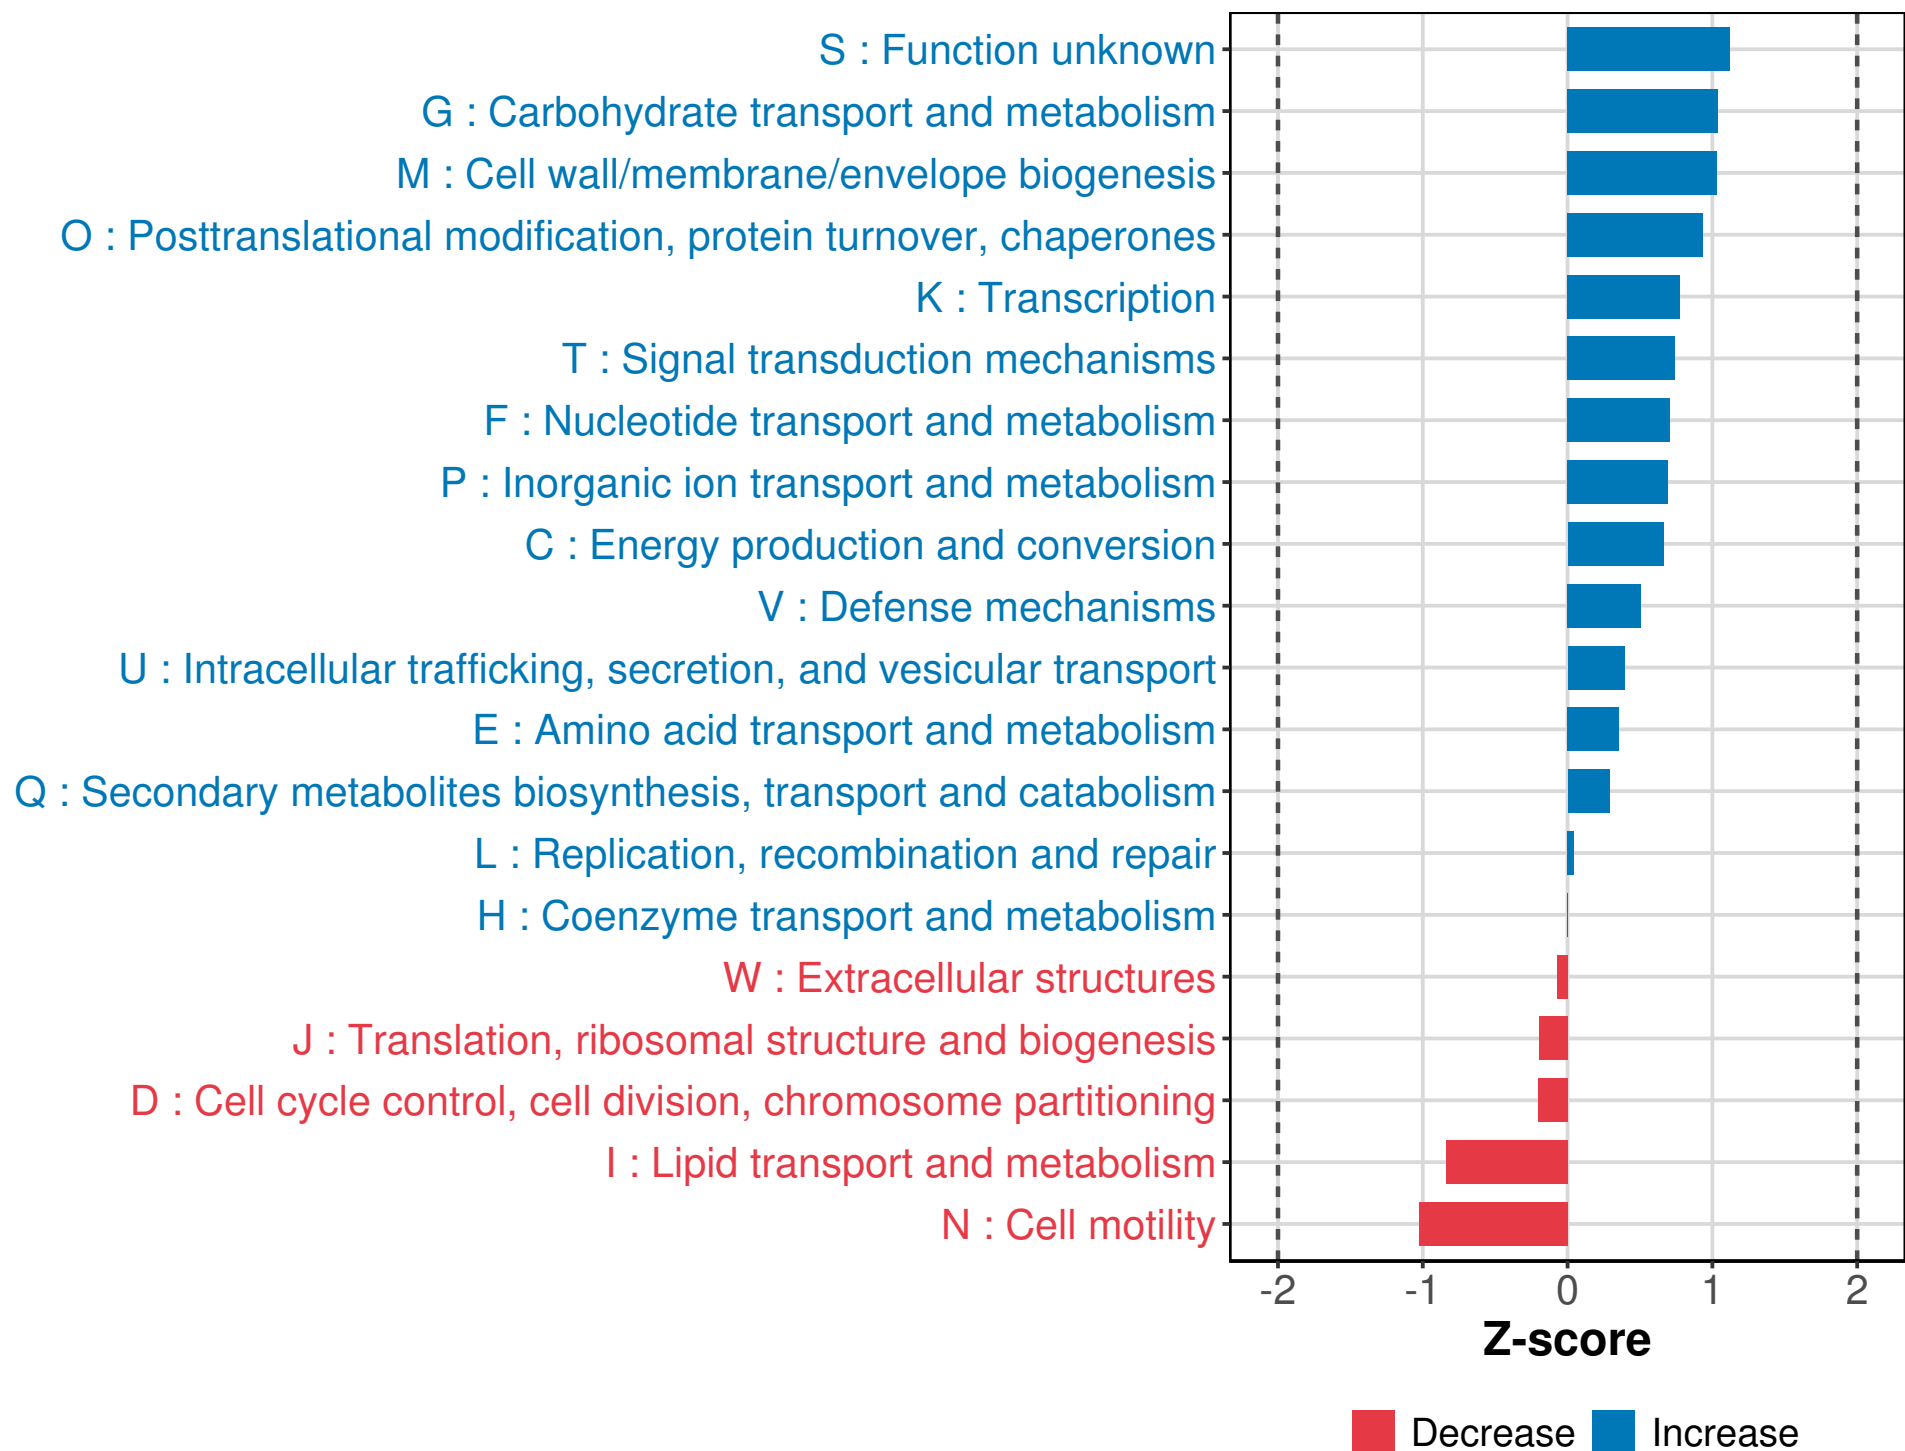 S : Function unknown
G : Carbohydrate transport and metabolism
M : Cell wall/membrane/envelope biogenesis
O : Posttranslational modification, protein turnover, chaperones
K : Transcription
T : Signal transduction mechanisms
F : Nucleotide transport and metabolism
P : Inorganic ion transport and metabolism
C : Energy production and conversion
V : Defense mechanisms
U : Intracellular trafficking, secretion, and vesicular transport
E : Amino acid transport and metabolism
Q : Secondary metabolites biosynthesis, transport and catabolism
L : Replication, recombination and repair
H : Coenzyme transport and metabolism
W : Extracellular structures
J : Translation, ribosomal structure and biogenesis
D : Cell cycle control, cell division, chromosome partitioning
I : Lipid transport and metabolism
N : Cell motility
-2 -1 0 1 2
Z-score
Decrease Increase